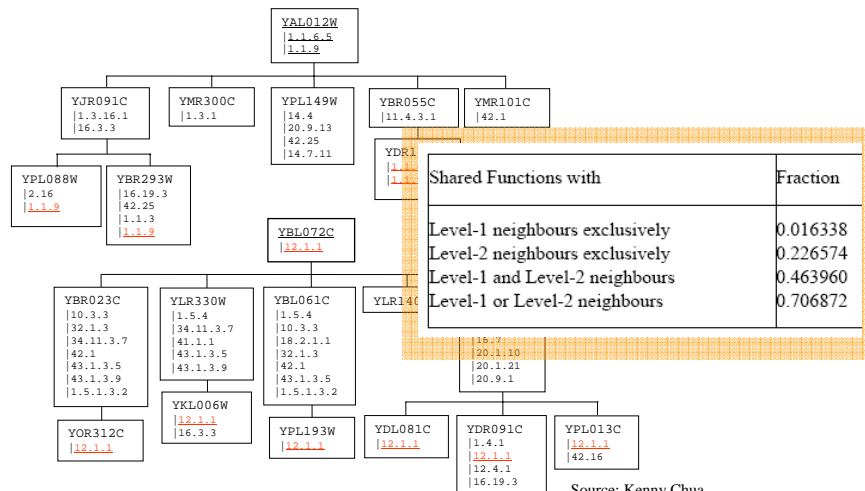 YAL012W
|1.1.6.5
|1.1.9
YJR091C
|1.3.16.1
|16.3.3
YMR300C
|1.3.1
YPL149W
|14.4
|20.9.13
|42.25
|14.7.11
YBR055C
|11.4.3.1
YMR101C
|42.1
YPL088W
|2.16
|1.1.9
YBR293W
|16.19.3
|42.25
|1.1.3
|1.1.9
Shared Functions with Fraction
Level-1 neighbours exclusively 0.016338
Level-2 neighbours exclusively 0.226574
Level-1 and Level-2 neighbours 0.463960
Level-1 or Level-2 neighbours 0.706872
YBL072C
|12.1.1
YBR023C
|10.3.3
|32.1.3
|34.11.3.7
|42.1
|43.1.3.5
|43.1.3.9
|1.5.1.3.2
YLR330W
|1.5.4
|34.11.3.7
|41.1.1
|43.1.3.5
|43.1.3.9
YBL061C
|1.5.4
|10.3.3
|18.2.1.1
|32.1.3
|42.1
|43.1.3.5
|1.5.1.3.2
|16.7
|20.1.10
|20.1.21
|20.9.1
YOR312C
|12.1.1
YKL006W
|12.1.1
|16.3.3
YPL193W
|12.1.1
YDL081C
|12.1.1
YDR091C
|1.4.1
|12.1.1
|12.4.1
|16.19.3
YPL013C
|12.1.1
|42.16
Source: Kenny Chua